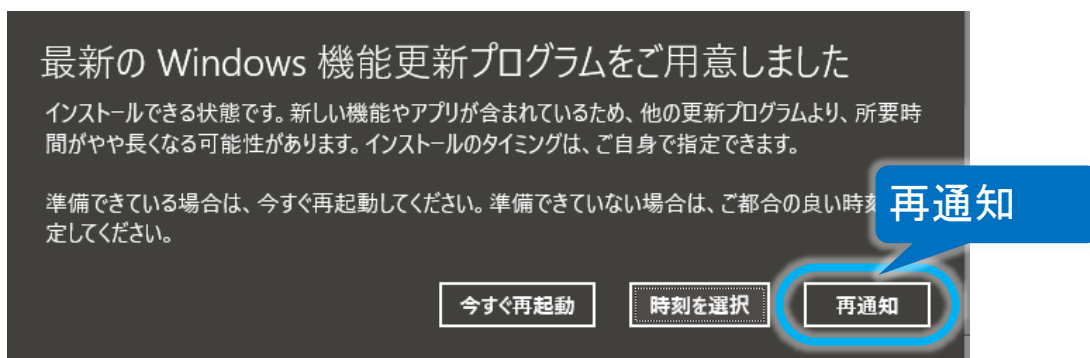 最新の Windows 機能更新プログラムをご用意しました
インストールできる状態です。新しい機能やアプリが含まれているため、他の更新プログラムより、所要時
間がやや長くなる可能性があります。インストールのタイミングは、ご自身で指定できます。
準備できている場合は、今すぐ再起動してください。準備できていない場合は、ご都合の良い時刻
定してください。
再通知
今すぐ再起動
時刻を選択
再通知